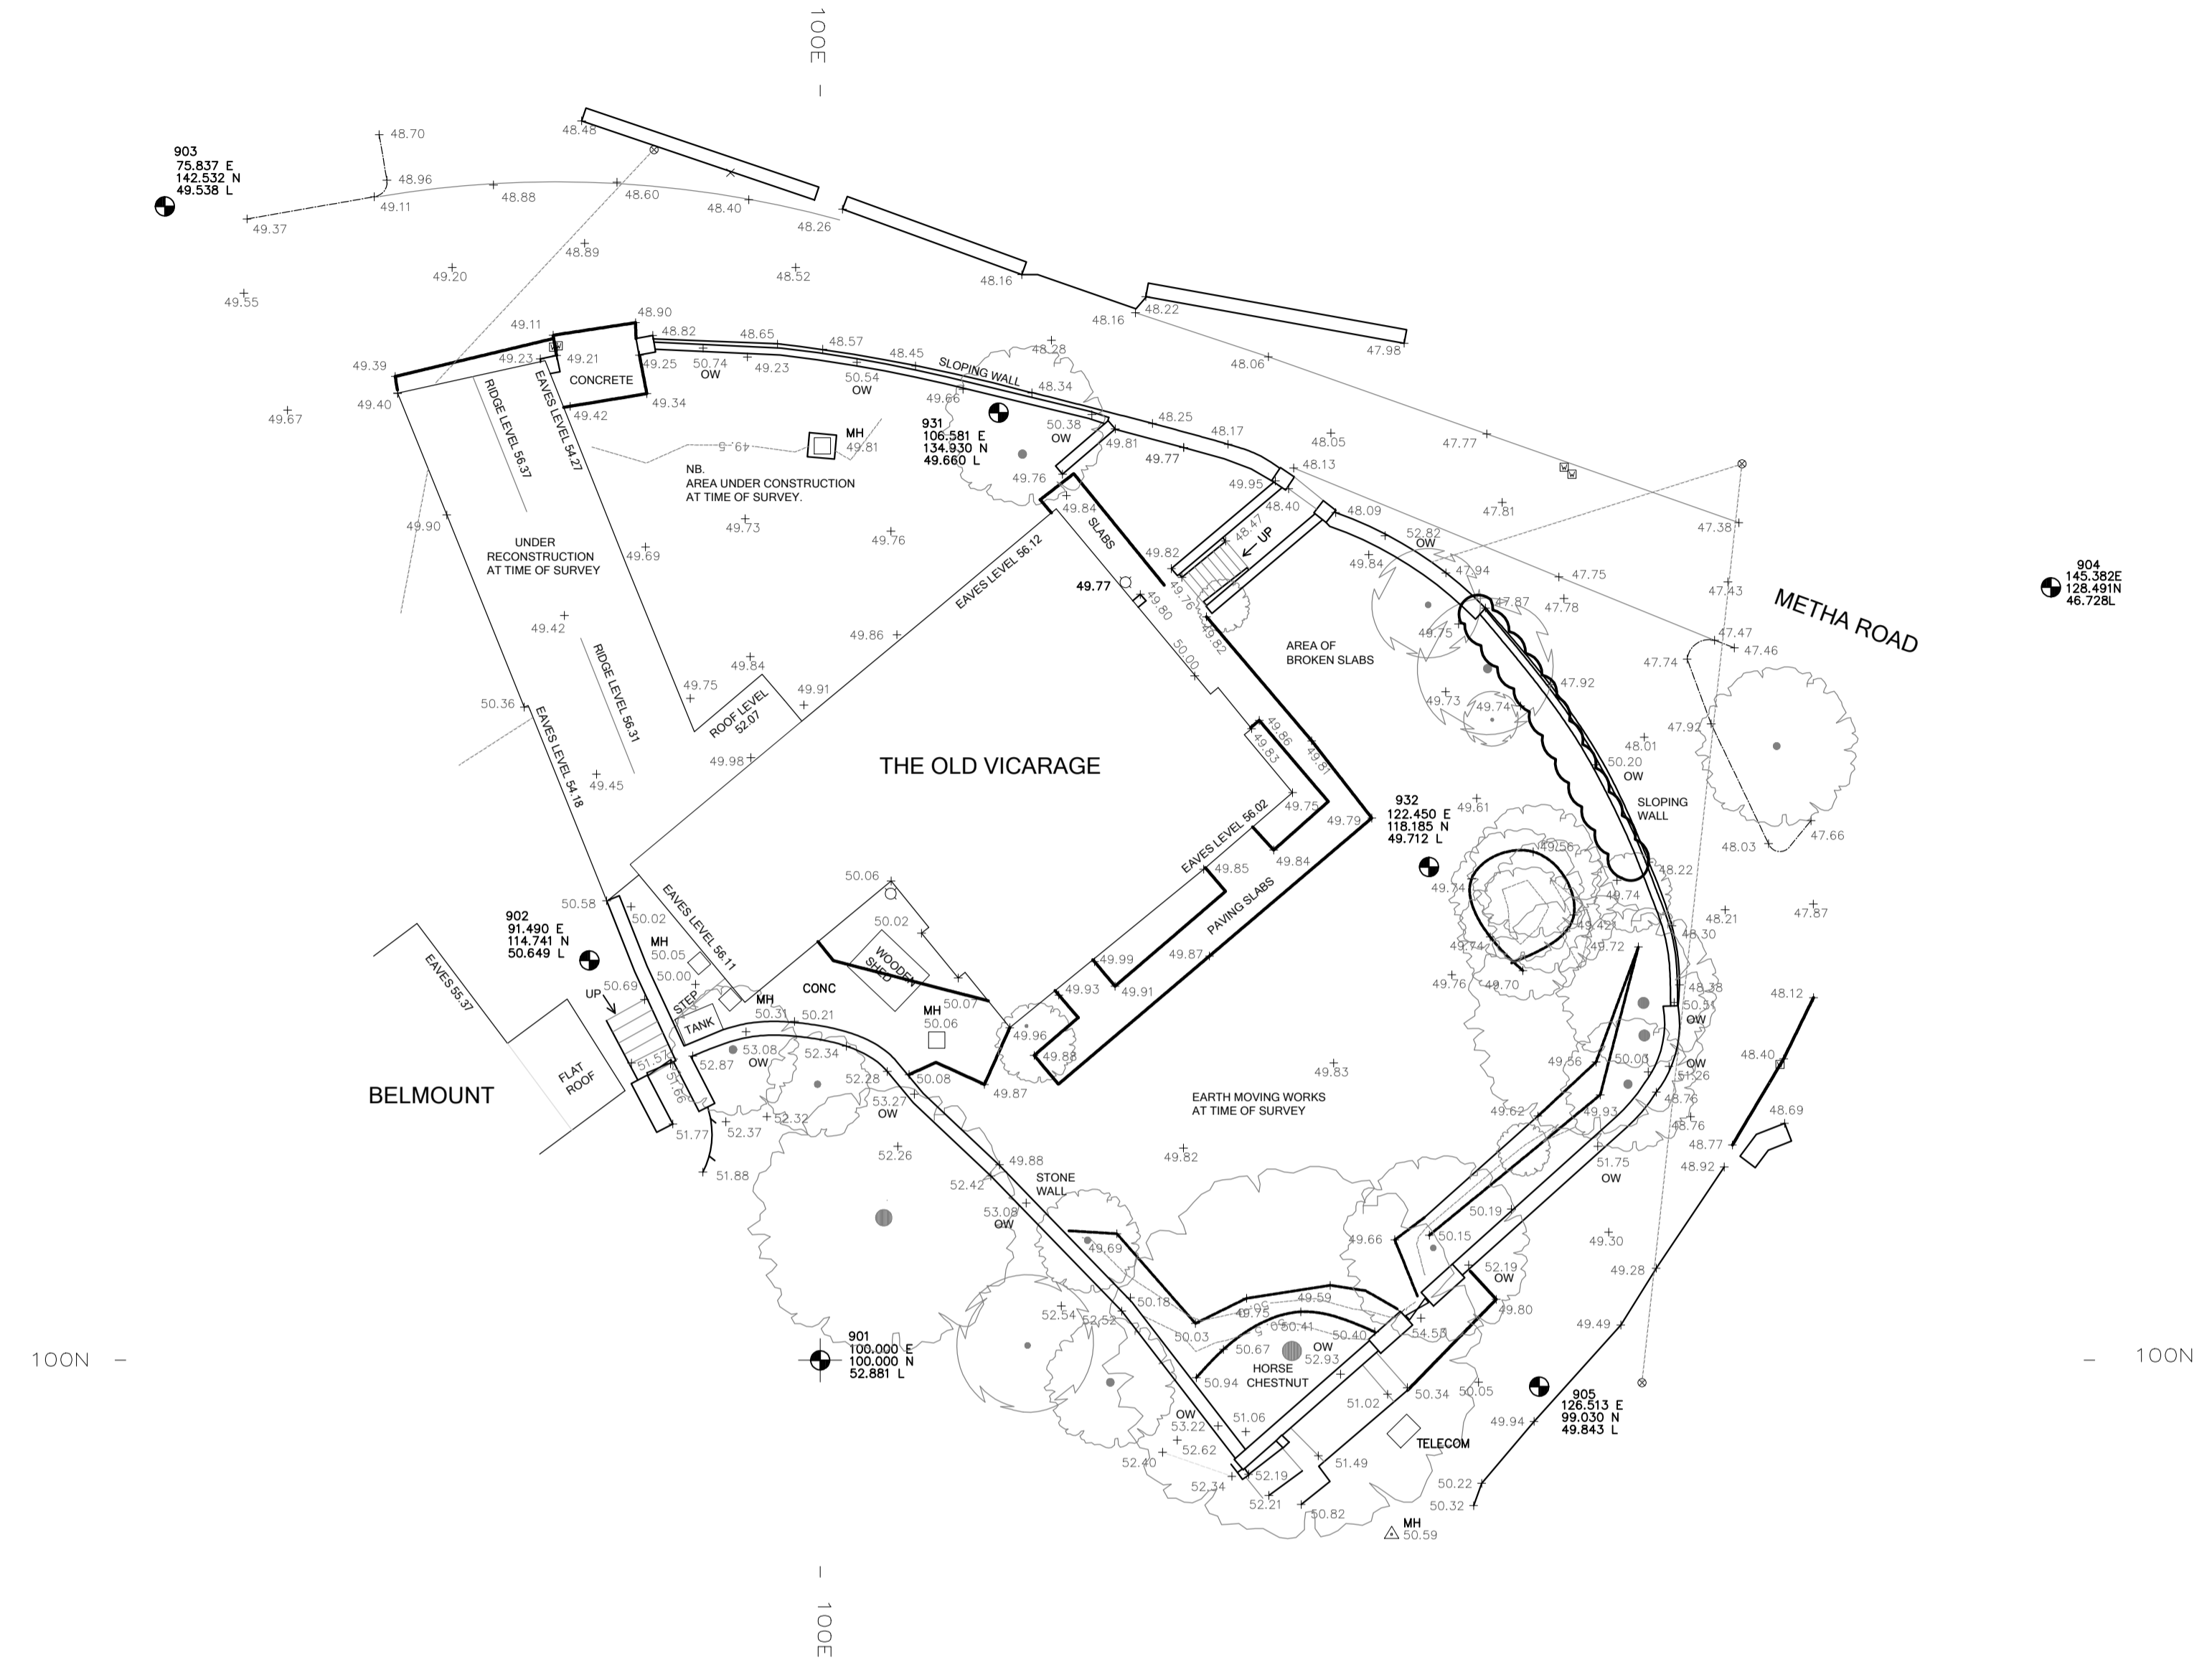 100E
903
75.837 E
142.532 N
49.538 L
48.70
48.96
49.11
49.37
48.88
48.60
48.48
48.40
48.26
48.89
49.20
49.55
48.52
48.16
48.16
48.22
47.98
48.06
48.28
49.11
48.90
48.82
48.65
48.57
48.45
49.23
49.21
49.25
50.74
OW
49.23
50.54
OW
SLOPING WALL
48.34
49.66
49.39
49.40
CONCRETE
49.42
49.34
49.67
RIDGE LEVEL 56.37
EAVES LEVEL 54.27
49.5
MH
49.81
931
106.581 E
134.930 N
49.660 L
50.38
OW
49.81
48.25
48.17
49.77
48.05
47.77
NB.
AREA UNDER CONSTRUCTION
AT TIME OF SURVEY.
49.76
49.84
49.95
48.13
48.40
48.09
SLABS
48.47
UP
47.81
47.38
52.82
OW
49.90
49.73
49.69
49.76
UNDER
RECONSTRUCTION
AT TIME OF SURVEY
EAVES LEVEL 56.12
49.82
49.84
47.94
47.75
47.43
47.78
904
145.382E
128.491N
46.728L
METHA ROAD
49.77
49.80
49.76
49.82
47.87
49.75
47.47
47.46
47.74
49.42
49.86
49.84
50.00
AREA OF
BROKEN SLABS
RIDGE LEVEL 56.31
49.75
49.91
ROOF LEVEL
52.07
49.73
49.74
47.92
47.92
50.36
EAVES LEVEL 54.18
49.98
49.45
THE OLD VICARAGE
49.86
49.83
49.81
48.01
50.20
OW
SLOPING
WALL
932
122.450 E
118.185 N
49.712 L
49.61
49.75
49.79
EAVES LEVEL 56.02
47.66
48.03
49.56
48.22
49.84
49.85
50.06
50.58
50.02
EAVES LEVEL 56.11
49.74
49.74
PAVING SLABS
48.21
47.87
902
91.490 E
114.741 N
50.649 L
50.02
49.42
48.30
49.74
49.72
MH
50.05
50.00
WOODEN
SHED
49.99
49.87
EAVES 55.37
50.69
UP
STEP
TANK
MH
50.31
50.21
CONC
50.07
49.93
49.91
49.76
49.70
48.38
50.51
OW
48.12
MH
50.06
49.96
49.88
51.57
51.66
52.87
53.08
OW
52.34
52.28
50.08
49.87
FLAT
ROOF
BELMOUNT
49.83
49.56
50.03
OW
51.26
48.40
EARTH MOVING WORKS
AT TIME OF SURVEY
53.27
OW
51.77
52.37
52.32
49.62
49.93
48.76
48.76
48.69
48.77
48.92
52.26
51.88
49.88
52.42
STONE
WALL
49.82
51.75
OW
53.08
OW
50.19
49.30
49.28
49.69
49.66
50.15
52.19
OW
49.80
52.54
52.52
50.18
49.75
49.59
50.03
50.41
50.40
54.53
49.49
100N
901
100.000 E
100.000 N
52.881 L
50.67
OW
52.93
HORSE
CHESTNUT
50.94
51.02
50.34
50.05
905
126.513 E
99.030 N
49.843 L
49.94
100N
OW
53.22
51.06
52.62
52.40
TELECOM
51.49
52.34
52.19
52.21
50.82
50.22
50.32
MH
50.59
100E